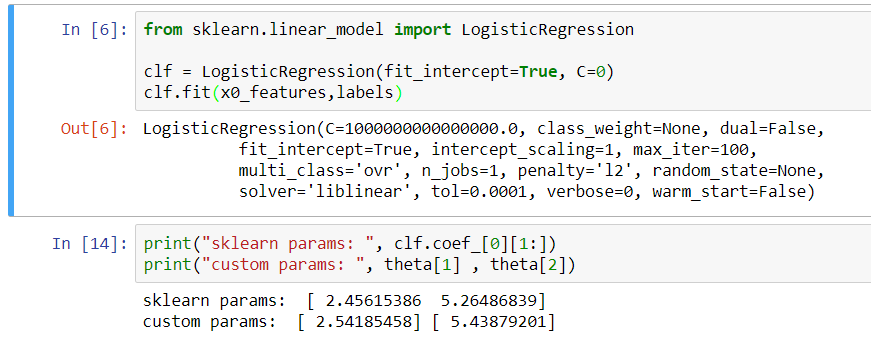 In [6]: from sklearn.linear_model import LogisticRegression
clf = LogisticRegression(fit_intercept=True, C=0)
clf.fit(x0_features,labels)
Out[6]: LogisticRegression(C=1000000000000000.0, class_weight=None, dual=False,
fit_intercept=True, intercept_scaling=1, max_iter=100,
multi_class='ovr', n_jobs=1, penalty='l2', random_state=None,
solver='liblinear', tol=0.0001, verbose=0, warm_start=False)
In [14]: print("sklearn params: ", clf.coef_[0][1:])
print("custom params: ", theta[1] , theta[2])
sklearn params:  [ 2.45615386  5.26486839]
custom params:  [ 2.54185458] [ 5.43879201]